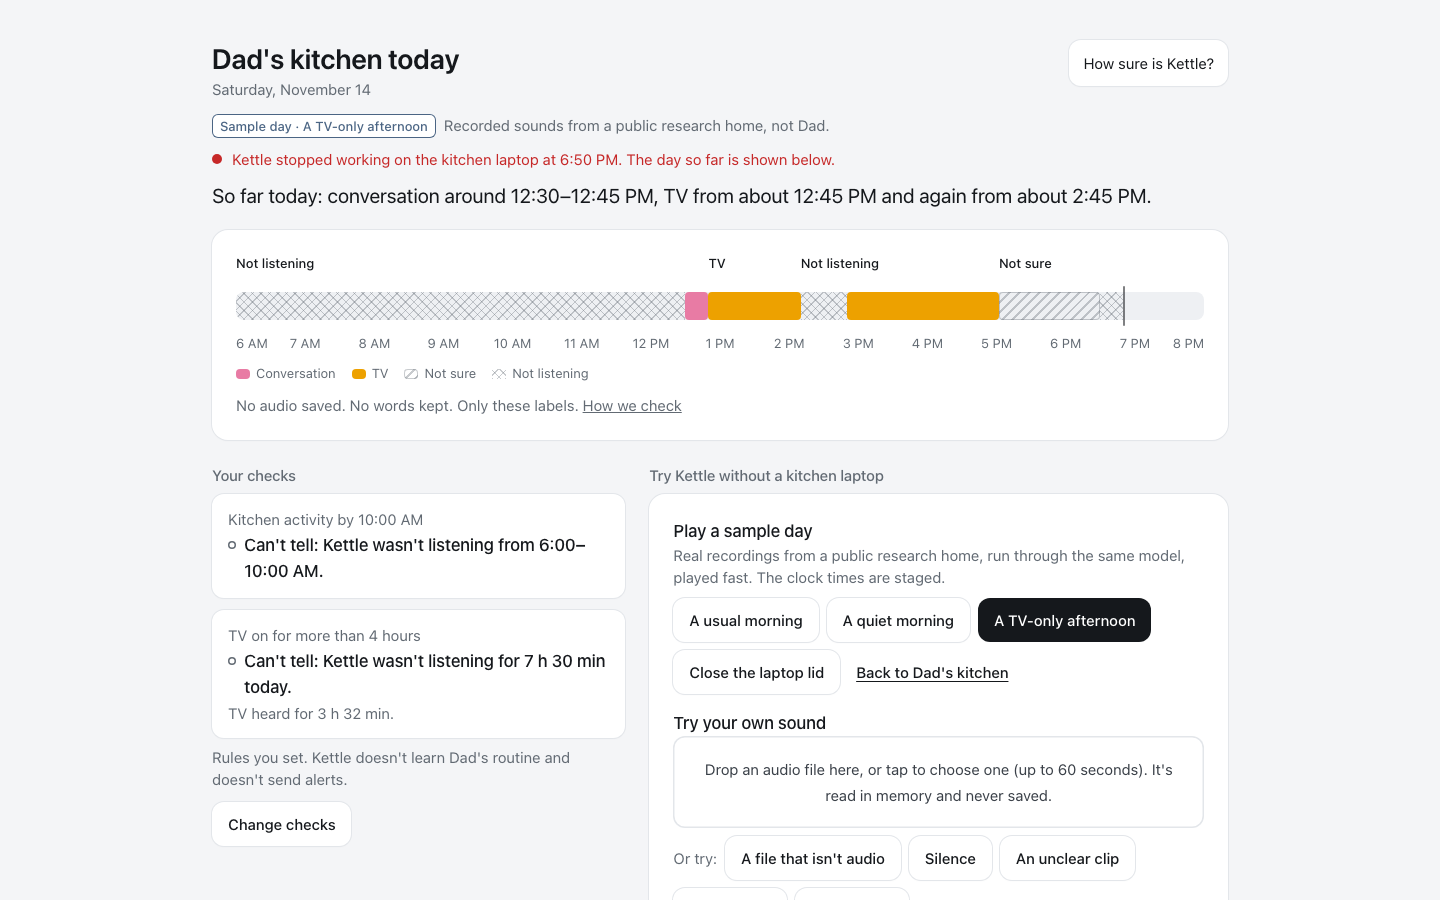 Dad's kitchen today
How sure is Kettle?
Saturday, November 14
Sample day · A TV-only afternoon
Recorded sounds from a public research home, not Dad.
Kettle stopped working on the kitchen laptop at 6:50 PM. The day so far is shown below.
So far today: conversation around 12:30–12:45 PM, TV from about 12:45 PM and again from about 2:45 PM.
Not listening TV Not listening Not sure
6 AM 7 AM 8 AM 9 AM 10 AM 11 AM 12 PM 1 PM 2 PM 3 PM 4 PM 5 PM 6 PM 7 PM 8 PM
Conversation TV Not sure Not listening
No audio saved. No words kept. Only these labels. How we check
Your checks
Kitchen activity by 10:00 AM
Can't tell: Kettle wasn't listening from 6:00–
10:00 AM.
TV on for more than 4 hours
Can't tell: Kettle wasn't listening for 7 h 30 min
today.
TV heard for 3 h 32 min.
Rules you set. Kettle doesn't learn Dad's routine and
doesn't send alerts.
Change checks
Try Kettle without a kitchen laptop
Play a sample day
Real recordings from a public research home, run through the same model,
played fast. The clock times are staged.
A usual morning A quiet morning A TV-only afternoon
Close the laptop lid Back to Dad's kitchen
Try your own sound
Drop an audio file here, or tap to choose one (up to 60 seconds). It's
read in memory and never saved.
Or try: A file that isn't audio Silence An unclear clip